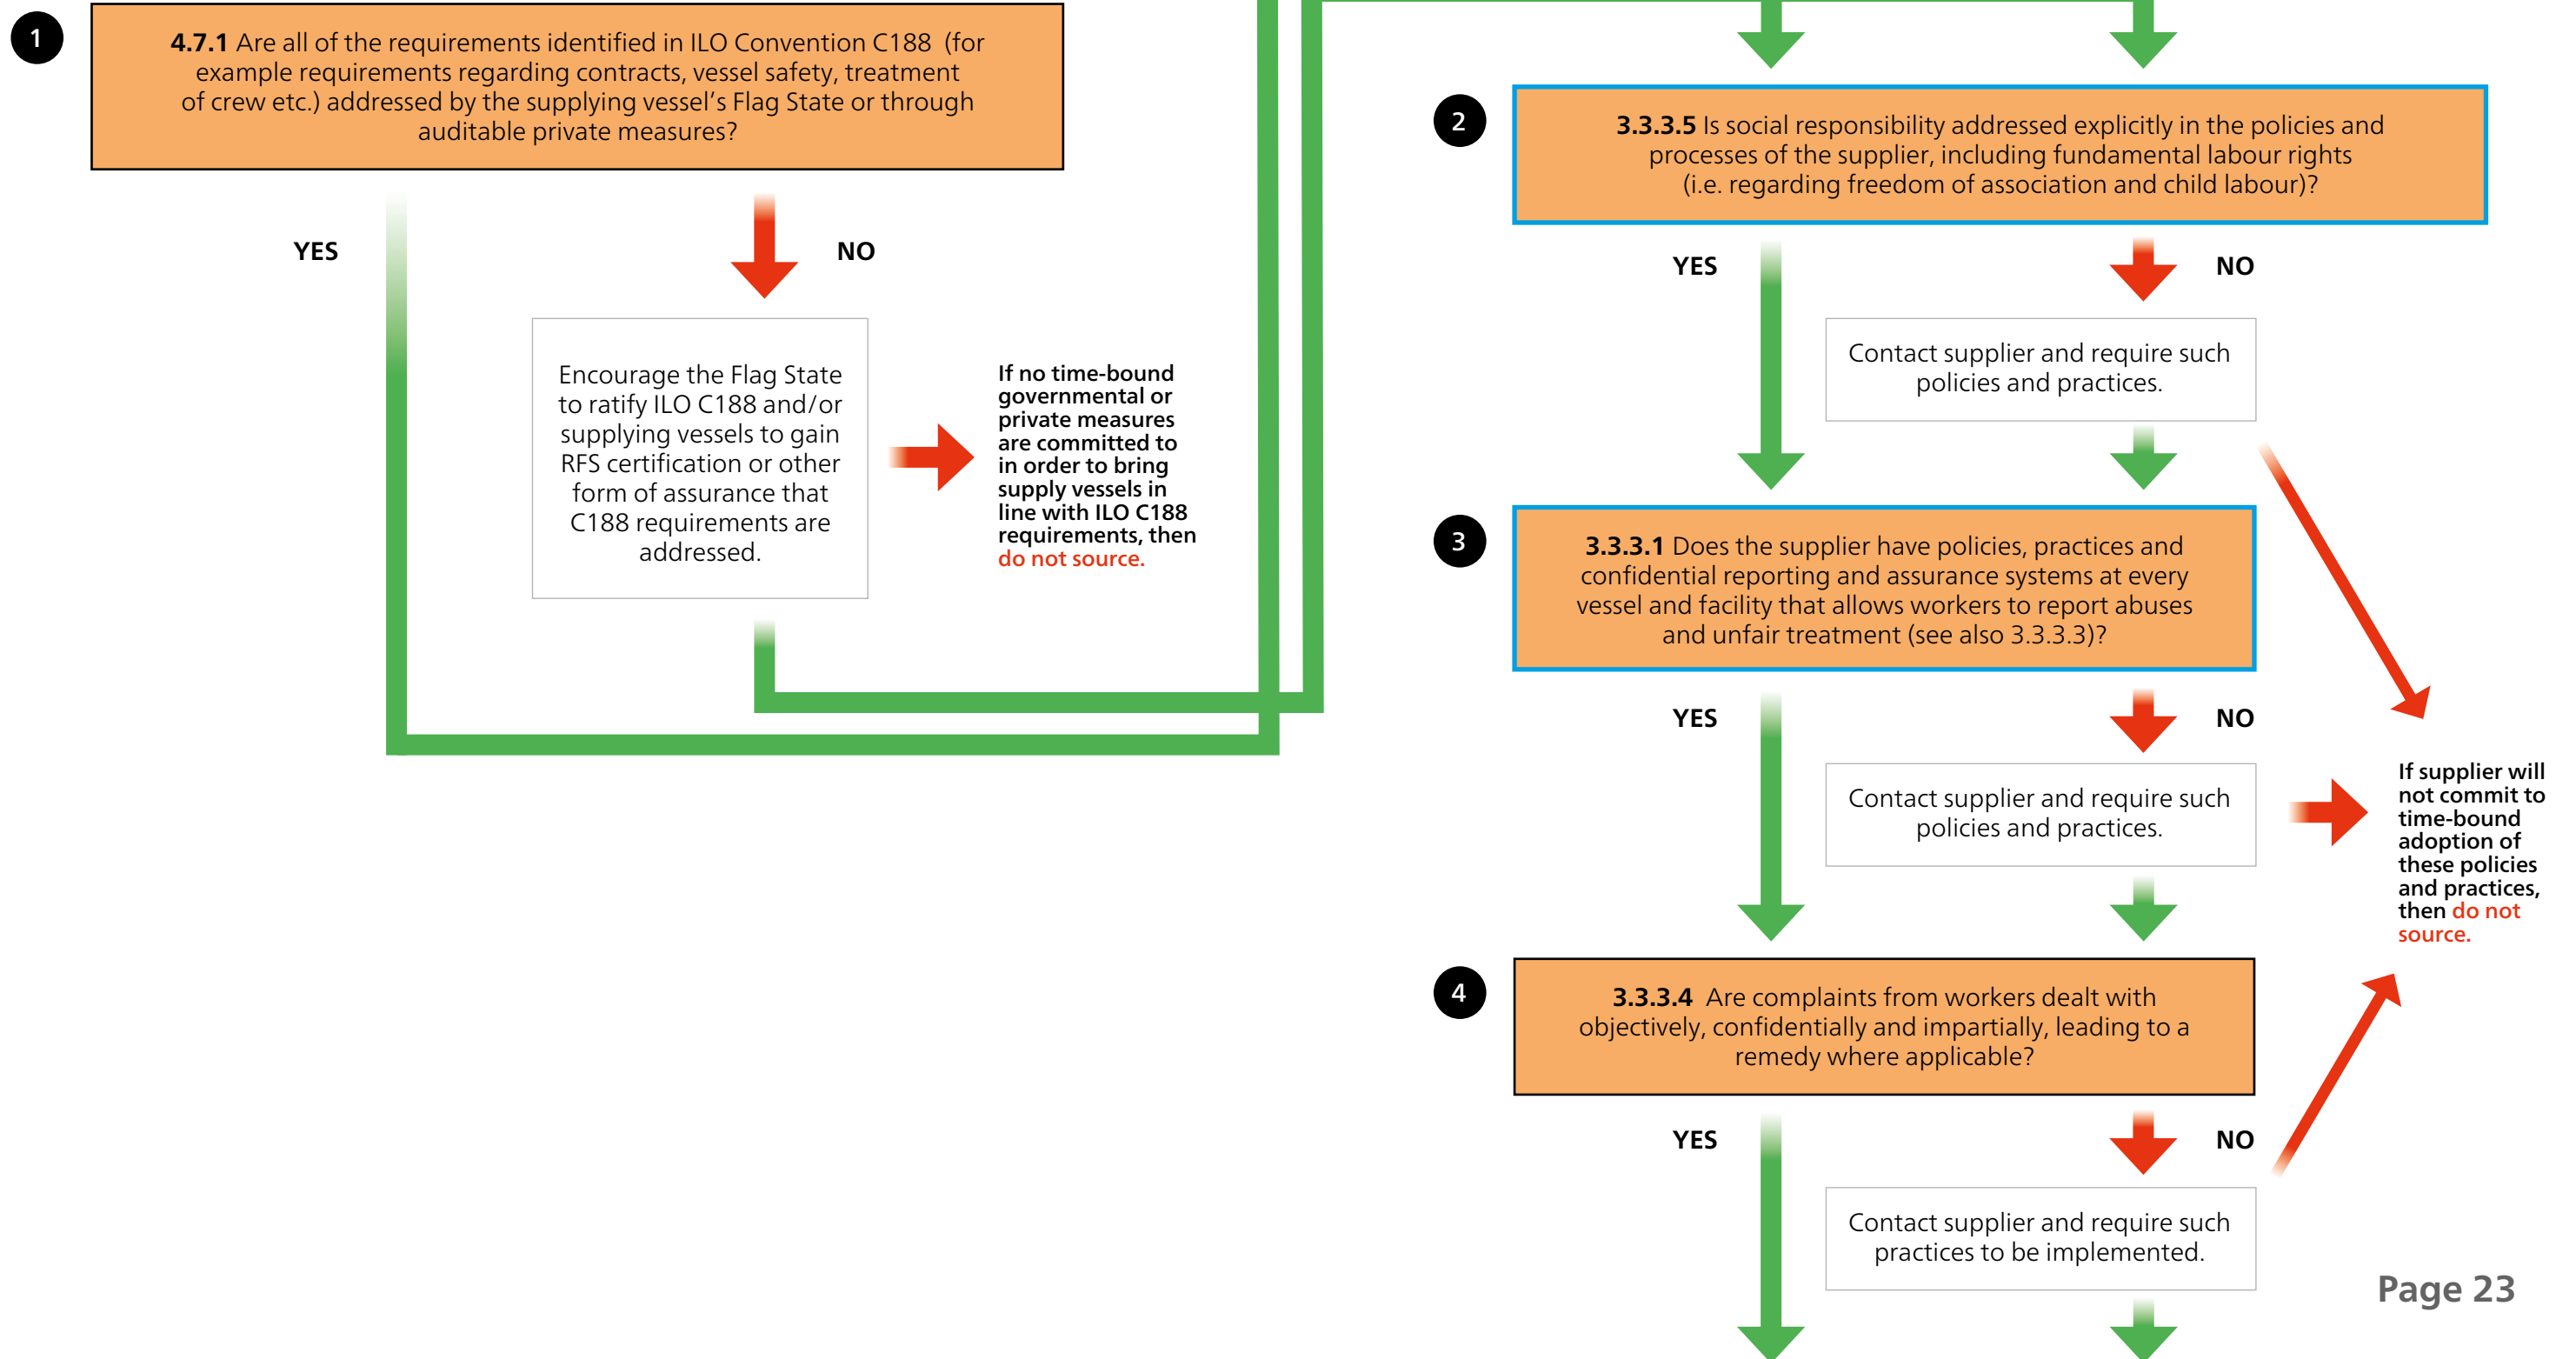 1
4.7.1 Are all of the requirements identified in ILO Convention C188 (for
example requirements regarding contracts, vessel safety, treatment
of crew etc.) addressed by the supplying vessel's Flag State or through
auditable private measures?
YES
NO
Encourage the Flag State
to ratify ILO C188 and/or
supplying vessels to gain
RFS certification or other
form of assurance that
C188 requirements are
addressed.
If no time-bound
governmental or
private measures
are committed to
in order to bring
supply vessels in
line with ILO C188
requirements, then
do not source.
2
3.3.3.5 Is social responsibility addressed explicitly in the policies and
processes of the supplier, including fundamental labour rights
(i.e. regarding freedom of association and child labour)?
YES
NO
Contact supplier and require such
policies and practices.
3
3.3.3.1 Does the supplier have policies, practices and
confidential reporting and assurance systems at every
vessel and facility that allows workers to report abuses
and unfair treatment (see also 3.3.3.3)?
YES
NO
Contact supplier and require such
policies and practices.
If supplier will
not commit to
time-bound
adoption of
these policies
and practices,
then do not
source.
4
3.3.3.4 Are complaints from workers dealt with
objectively, confidentially and impartially, leading to a
remedy where applicable?
YES
NO
Contact supplier and require such
practices to be implemented.
Page 23